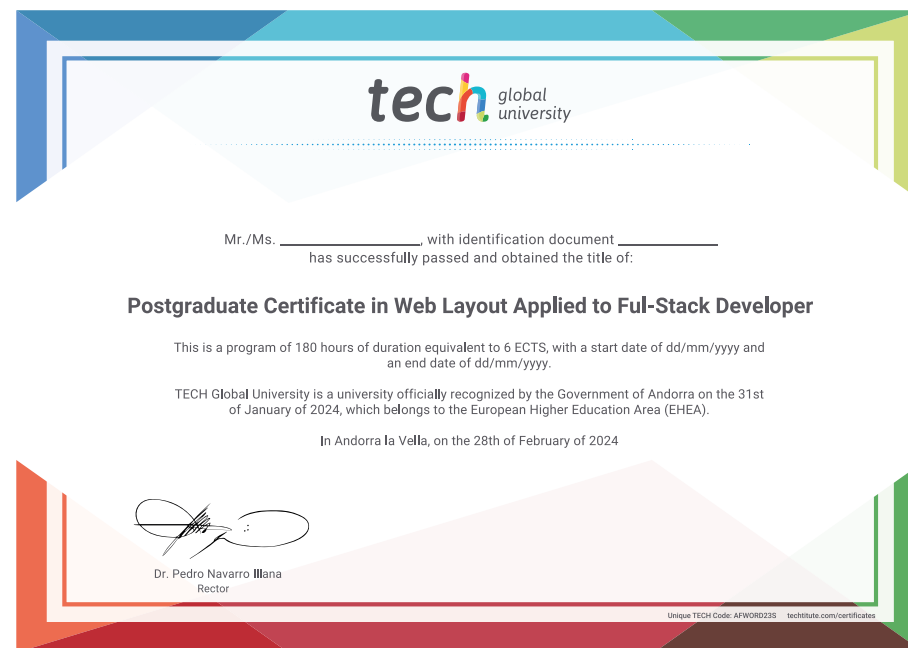 tech global
university
Mr./Ms. ____________________, with identification document ______________
has successfully passed and obtained the title of:
Postgraduate Certificate in Web Layout Applied to Ful-Stack Developer
This is a program of 180 hours of duration equivalent to 6 ECTS, with a start date of dd/mm/yyyy and
an end date of dd/mm/yyyy.
TECH Global University is a university officially recognized by the Government of Andorra on the 31st
of January of 2024, which belongs to the European Higher Education Area (EHEA).
In Andorra la Vella, on the 28th of February of 2024
Dr. Pedro Navarro Illana
Rector
Unique TECH Code: AFWORD23S techtitute.com/certificates